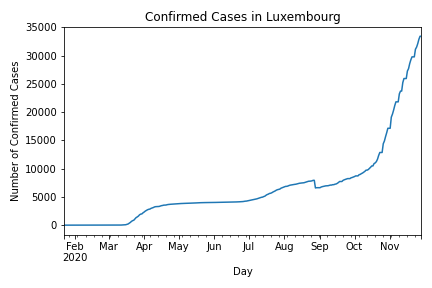 Confirmed Cases in Luxembourg
Number of Confirmed Cases
35000
30000
25000
20000
15000
10000
5000
0
Feb Mar Apr May Jun Jul Aug Sep Oct Nov
2020
Day